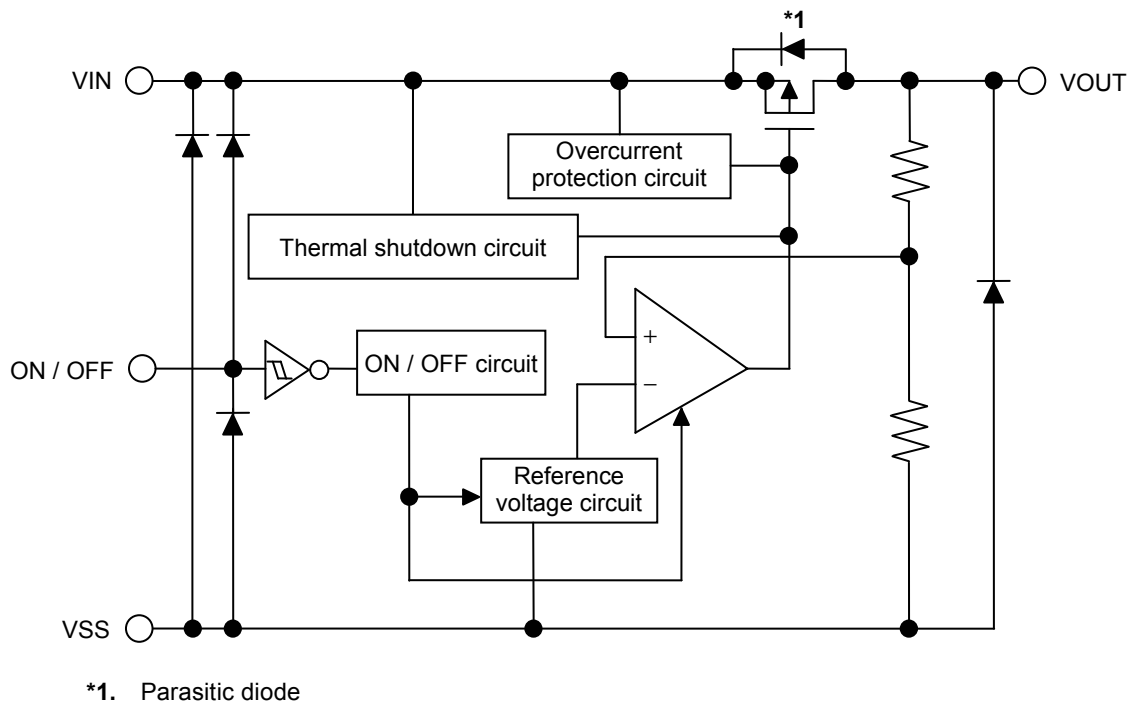 *1
VIN
VOUT
Overcurrent
protection circuit
Thermal shutdown circuit
+
ON / OFF
ON / OFF circuit
−
Reference
voltage circuit
VSS
*1. Parasitic diode